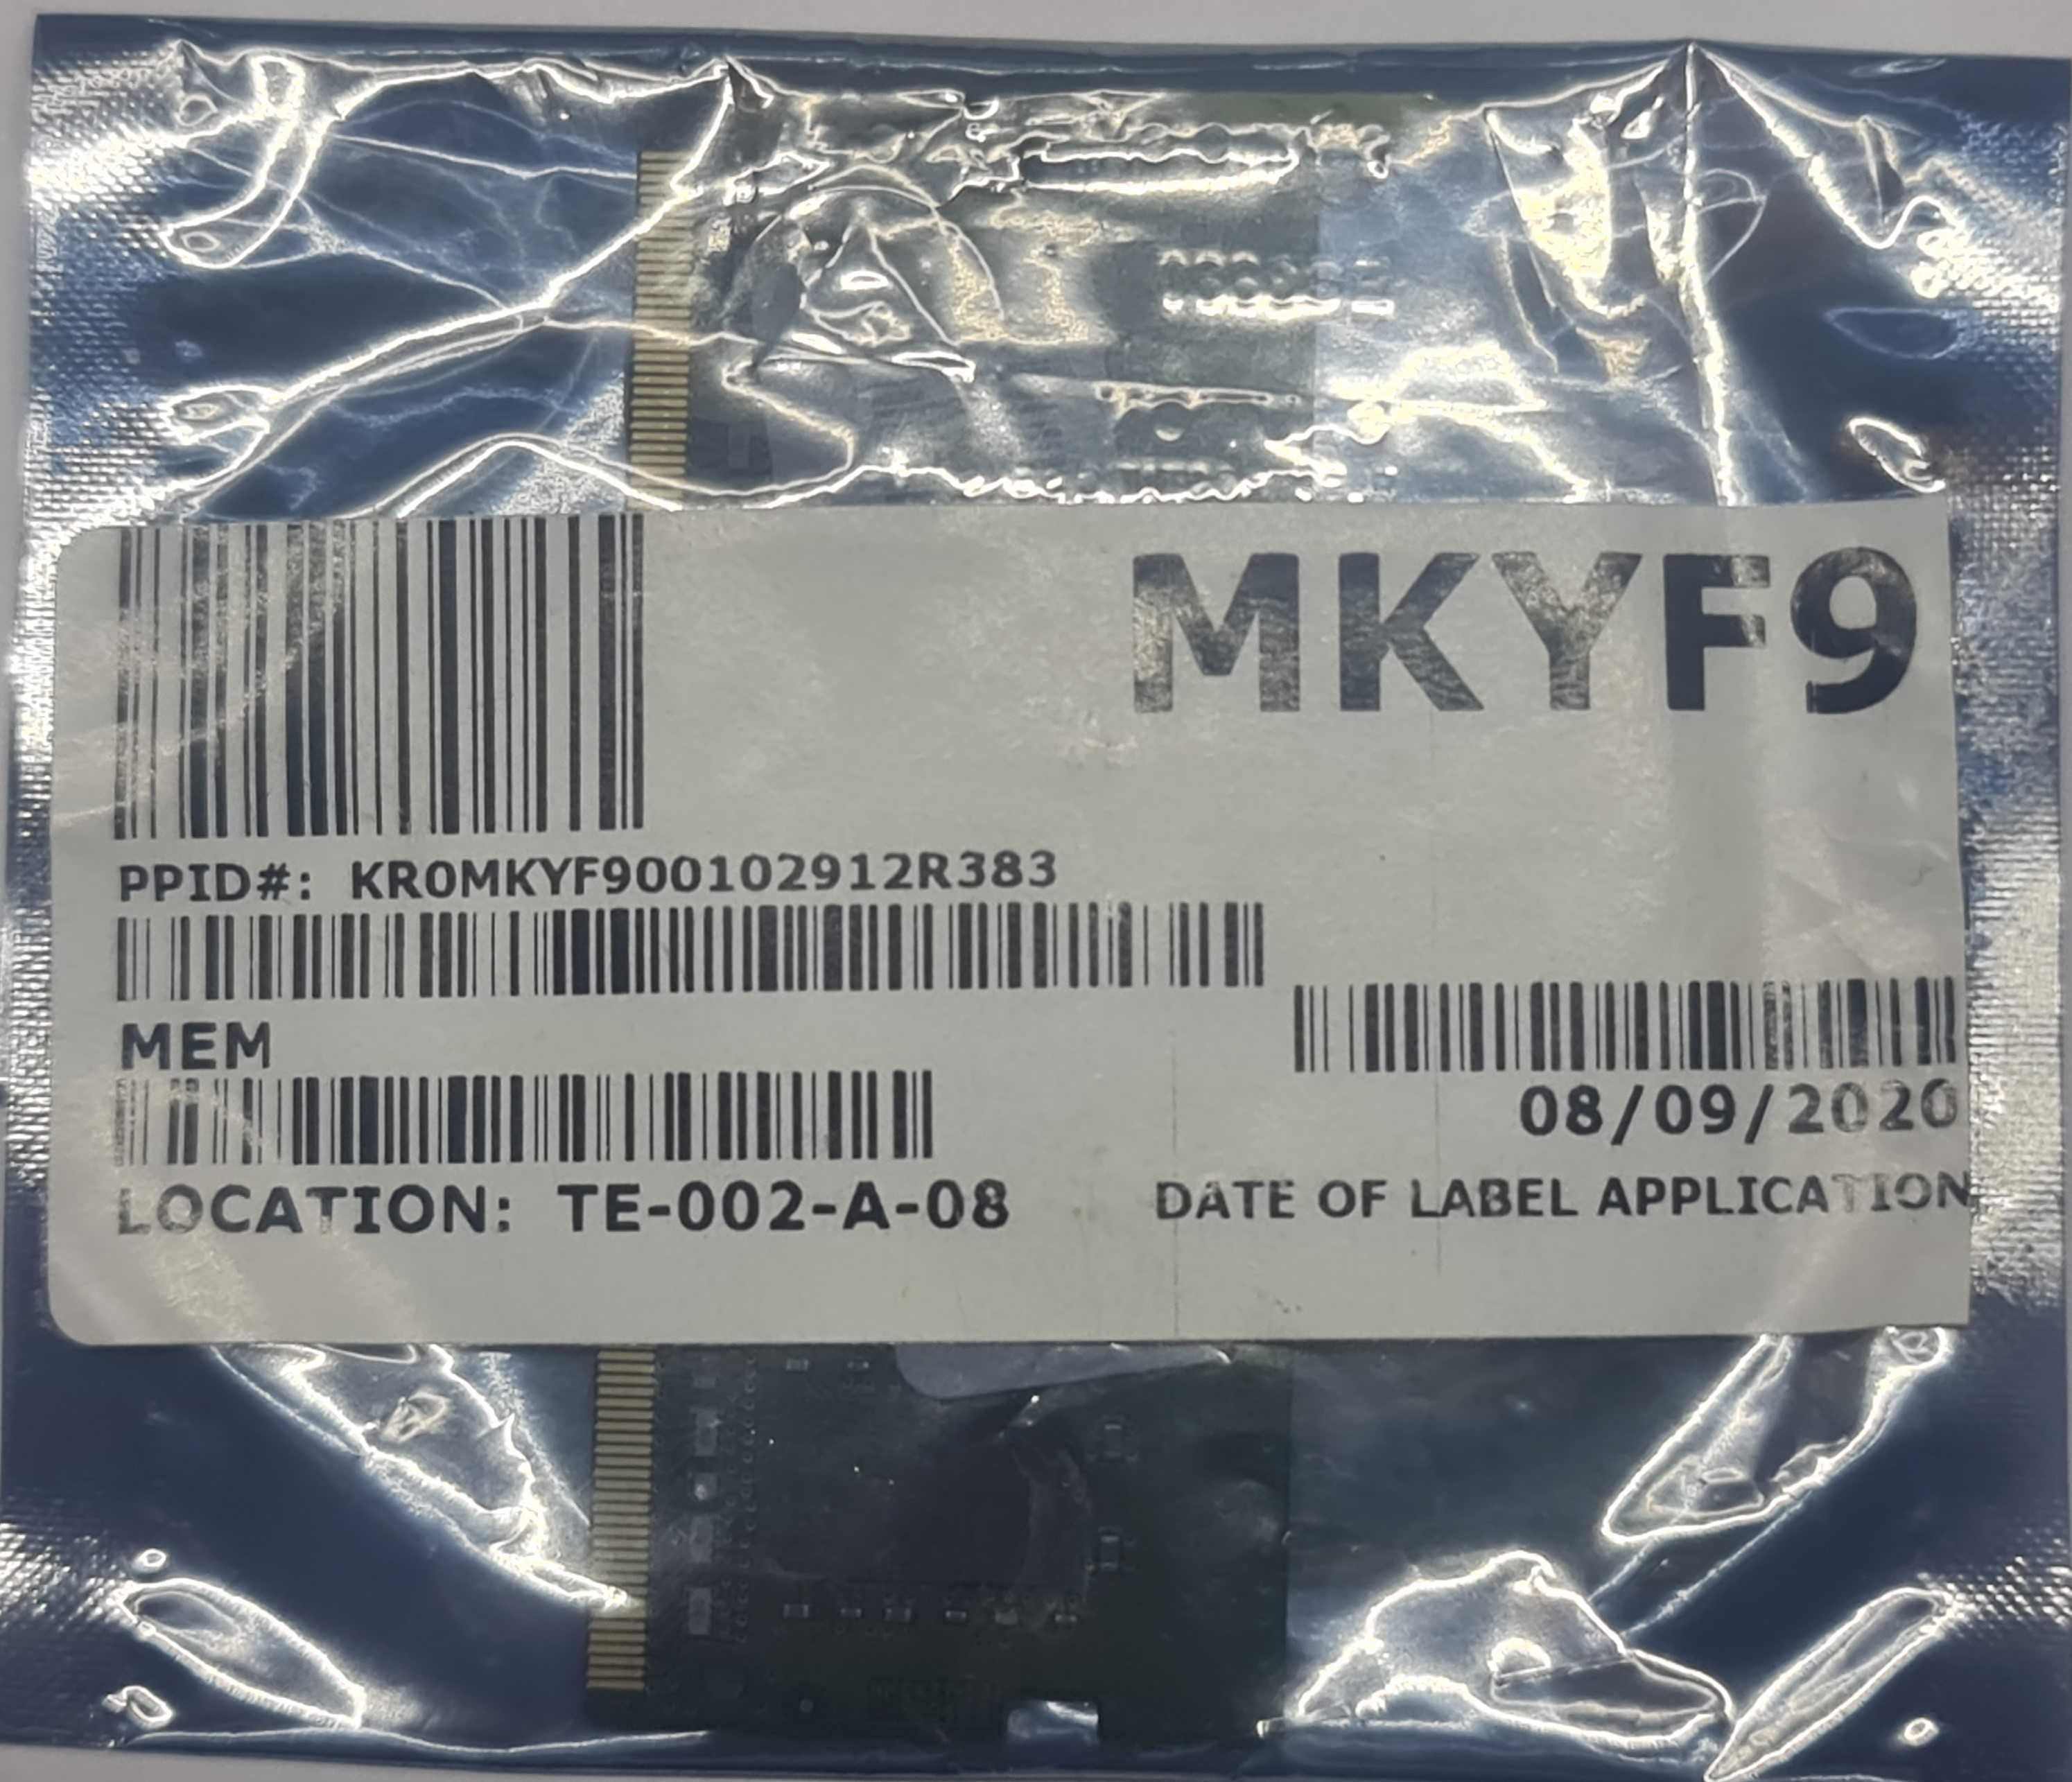 MKYF9
PPID#: KR0MKYF900102912R383
MEM
08/09/2020
LOCATION: TE-002-A-08
DATE OF LABEL APPLICATION